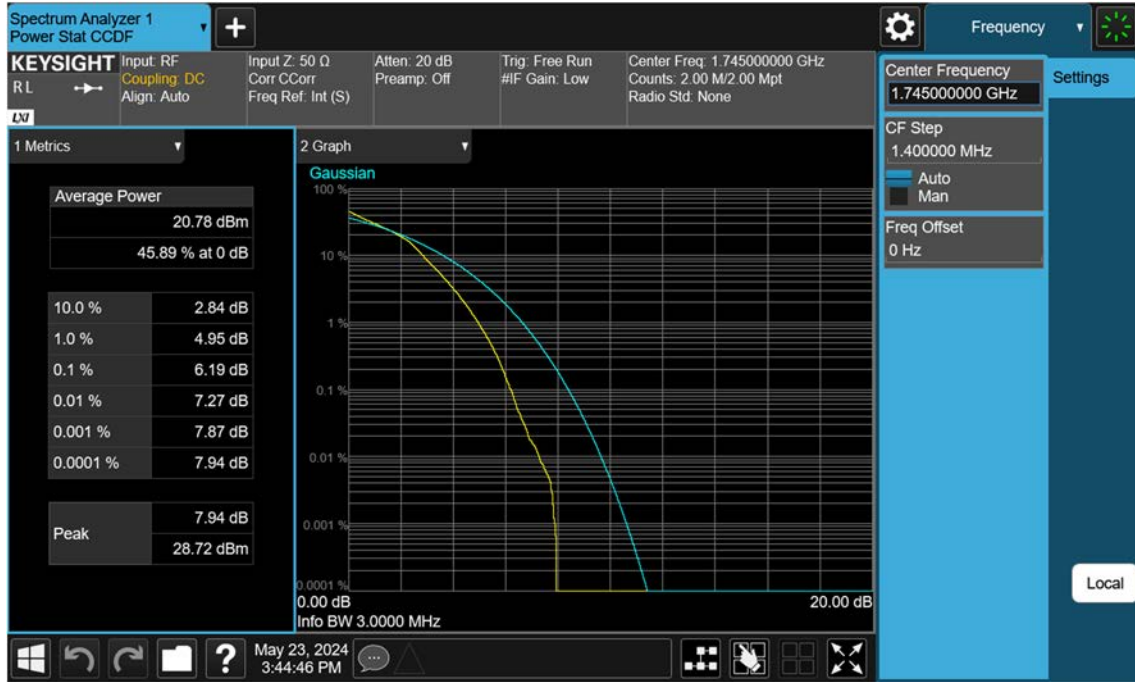 Spectrum Analyzer 1
Power Stat CCDF
+
Frequency
KEYSIGHT
R L
LXI
Input: RF
Coupling: DC
Align: Auto
Input Z: 50 Ω
Corr CCorr
Freq Ref: Int (S)
Atten: 20 dB
Preamp: Off
Trig: Free Run
#IF Gain: Low
Center Freq: 1.745000000 GHz
Counts: 2.00 M/2.00 Mpt
Radio Std: None
Center Frequency
1.745000000 GHz
Settings
CF Step
1.400000 MHz
Auto
Man
Freq Offset
0 Hz
Local
1 Metrics
Average Power
20.78 dBm
45.89 % at 0 dB
10.0 % 2.84 dB
1.0 % 4.95 dB
0.1 % 6.19 dB
0.01 % 7.27 dB
0.001 % 7.87 dB
0.0001 % 7.94 dB
Peak
7.94 dB
28.72 dBm
2 Graph
Gaussian
100 %
10 %
1 %
0.1 %
0.01 %
0.001 %
0.0001 %
0.00 dB 20.00 dB
Info BW 3.0000 MHz
?
May 23, 2024
3:44:46 PM